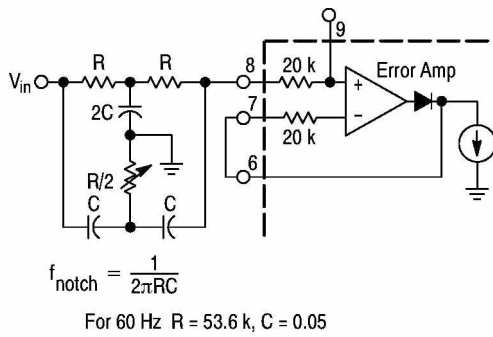 9
R
R
8
20 k
Error Amp
Vin
+
2C
7
20 k
−
R/2
6
C
C
fnotch = 1
2πRC
For 60 Hz R = 53.6 k, C = 0.05